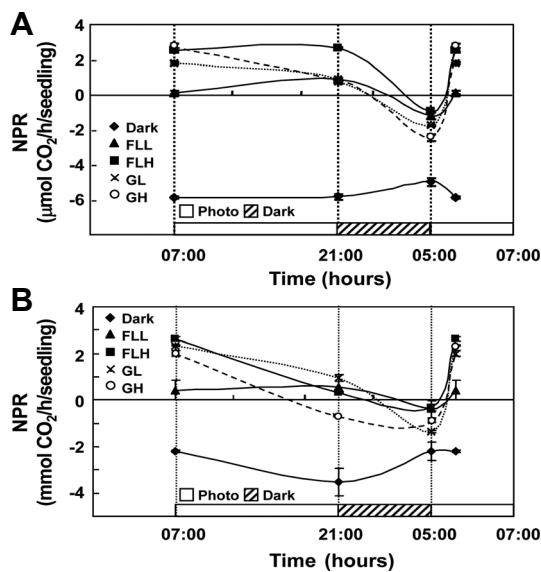 A
NPR
(μmol CO2/h/seedling)
2
0
-2
-4
-6
Dark
FLL
FLH
GL
GH
Photo Dark
07:00 21:00 05:00 07:00
Time (hours)
B
NPR
(mmol CO2/h/seedling)
4
2
0
-2
-4
Dark
FLL
FLH
GL
GH
Photo Dark
07:00 21:00 05:00 07:00
Time (hours)